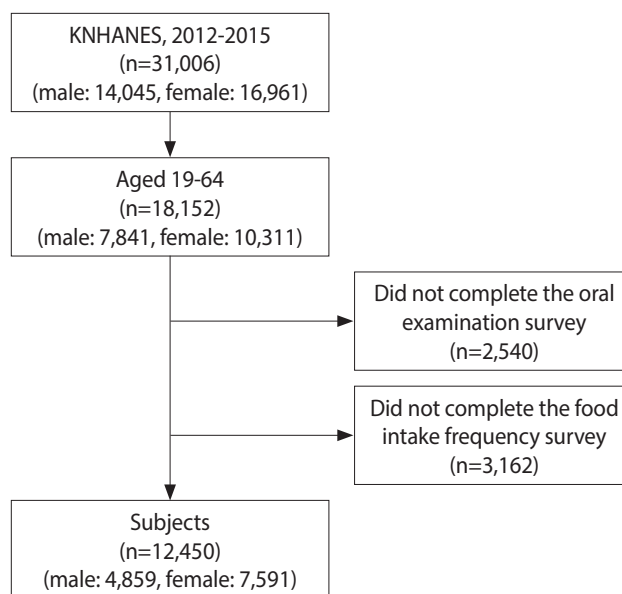 KNHANES, 2012-2015
(n=31,006)
(male: 14,045, female: 16,961)
Aged 19-64
(n=18,152)
(male: 7,841, female: 10,311)
Did not complete the oral
examination survey
(n=2,540)
Did not complete the food
intake frequency survey
(n=3,162)
Subjects
(n=12,450)
(male: 4,859, female: 7,591)